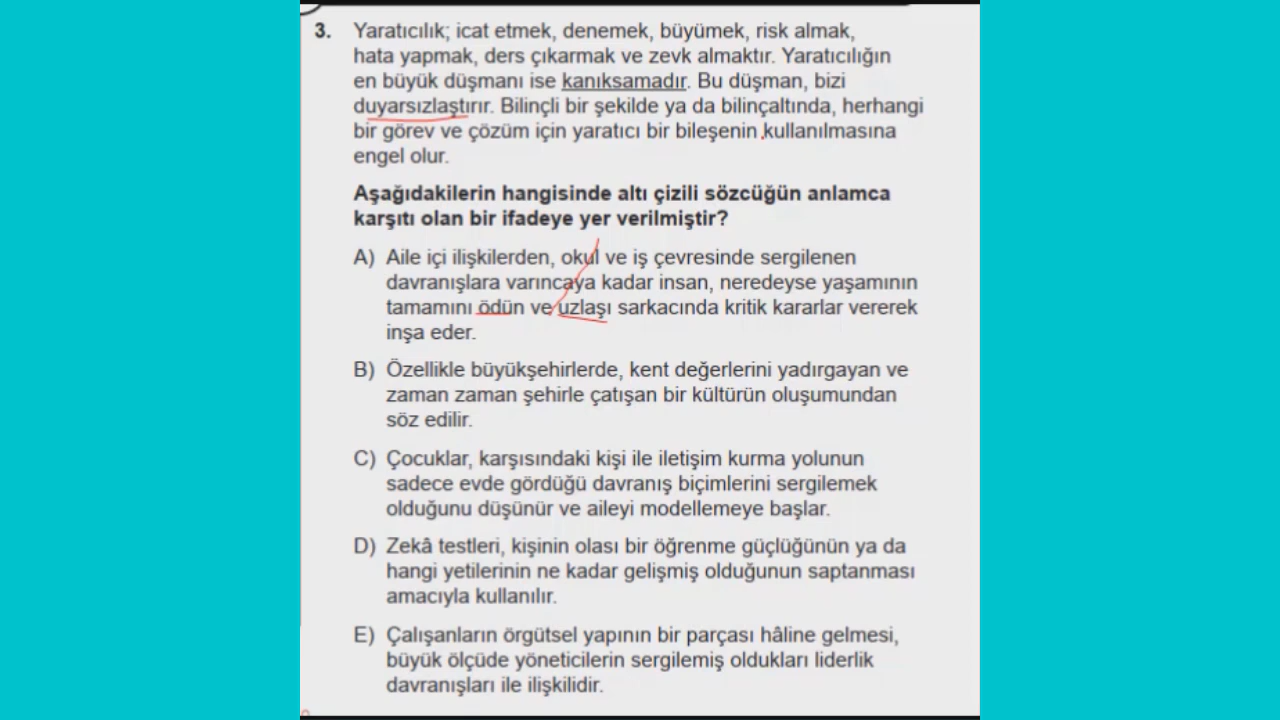 3. Yaratıcılık; icat etmek, denemek, büyümek, risk almak,
hata yapmak, ders çıkarmak ve zevk almaktır. Yaratıcılığın
en büyük düşmanı ise kanıksamadır. Bu düşman, bizi
duyarsızlaştırır. Bilinçli bir şekilde ya da bilinçaltında, herhangi
bir görev ve çözüm için yaratıcı bir bileşenin kullanılmasına
engel olur.
Aşağıdakilerin hangisinde altı çizili sözcüğün anlamca
karşıtı olan bir ifadeye yer verilmiştir?
A) Aile içi ilişkilerden, okul ve iş çevresinde sergilenen
davranışlara varıncaya kadar insan, neredeyse yaşamının
tamamını ödün ve uzlaşı sarkacında kritik kararlar vererek
inşa eder.
B) Özellikle büyükşehirlerde, kent değerlerini yadırgayan ve
zaman zaman şehirle çatışan bir kültürün oluşumundan
söz edilir.
C) Çocuklar, karşısındaki kişi ile iletişim kurma yolunun
sadece evde gördüğü davranış biçimlerini sergilemek
olduğunu düşünür ve aileyi modellemeye başlar.
D) Zekâ testleri, kişinin olası bir öğrenme güçlüğünün ya da
hangi yetilerinin ne kadar gelişmiş olduğunun saptanması
amacıyla kullanılır.
E) Çalışanların örgütsel yapının bir parçası hâline gelmesi,
büyük ölçüde yöneticilerin sergilemiş oldukları liderlik
davranışları ile ilişkilidir.